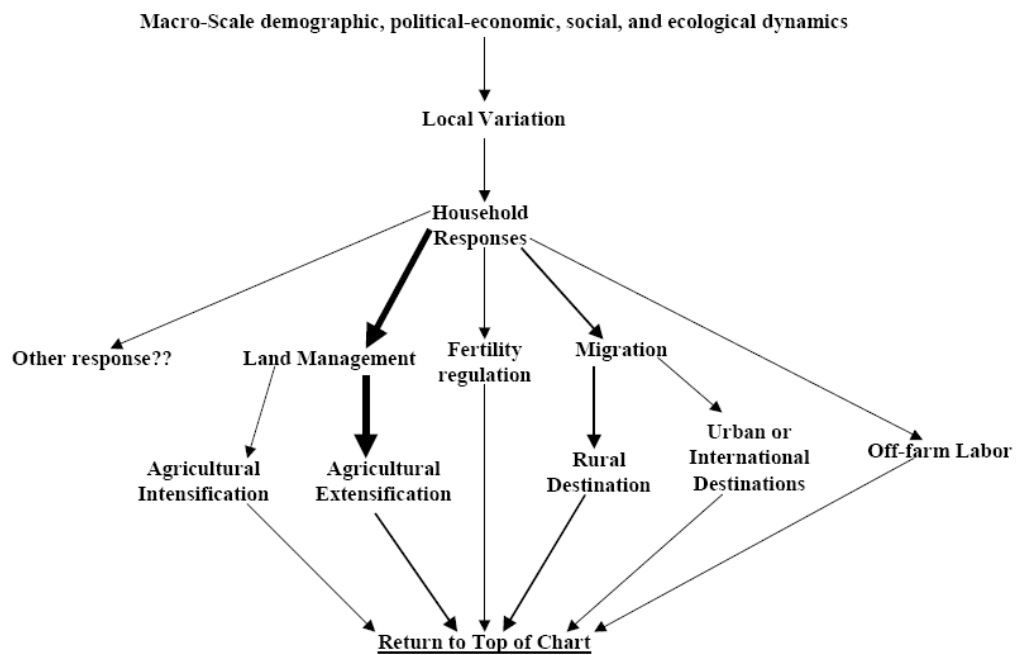 Macro-Scale demographic, political-economic, social, and ecological dynamics
Local Variation
Household
Responses
Other response??
Land Management
Fertility
regulation
Migration
Agricultural
Intensification
Agricultural
Extensification
Rural
Destination
Urban or
International
Destinations
Off-farm Labor
Return to Top of Chart